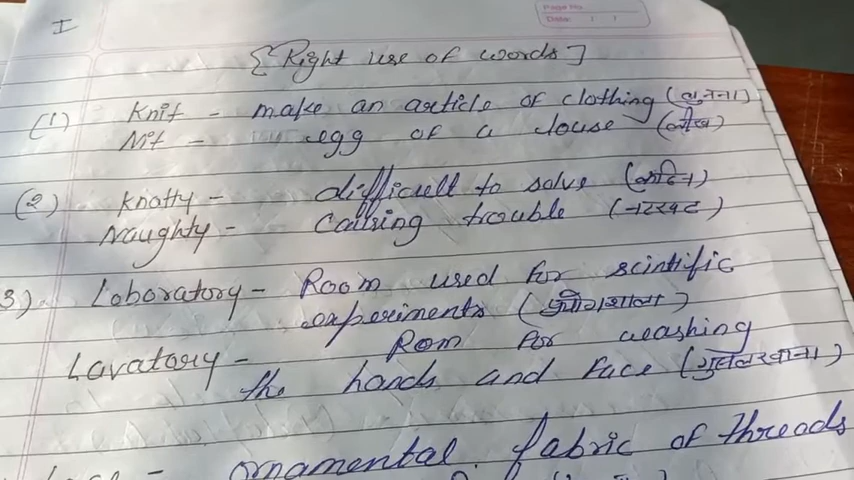 Page No.
Date: / /
I
{Right use of words]
(1) Knit - make an article of clothing (बुनना)
Nit - egg of a louse (लीख)
(2) Knatty - difficult to solve (कठिन)
Naughty - Causing trouble (नटखट)
3) Loboratory - Room used for scintific
experiments (प्रयोगशाला)
Lavatory - Rom for washing
the hands and face (गुसलखाना)
- ornamental fabric of threads